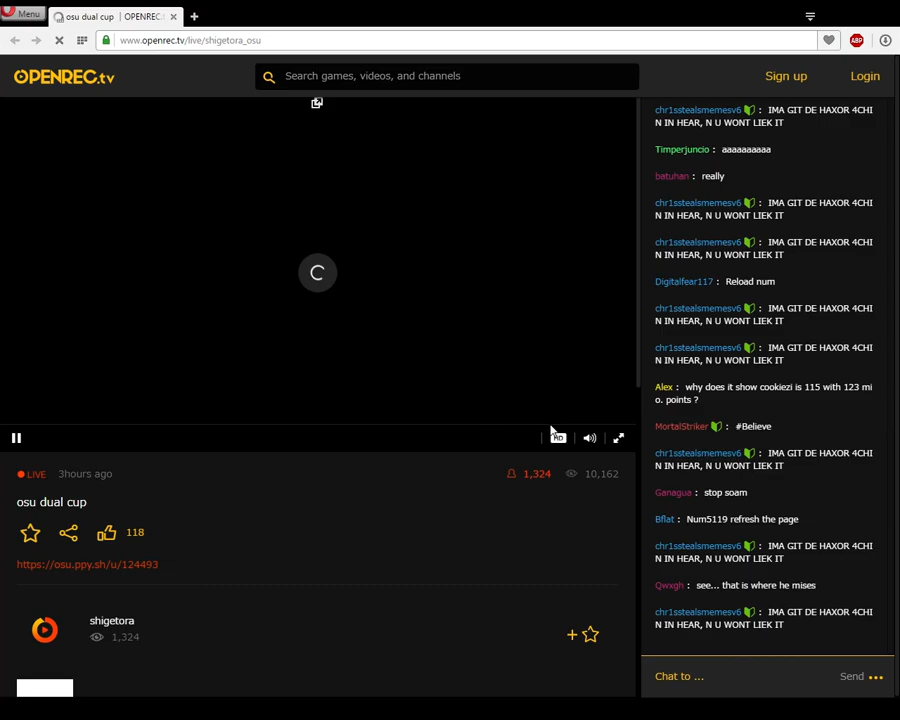 Menu
osu dual cup | OPENREC.
www.openrec.tv/live/shigetora_osu
ABP
OPENREC.tv
Search games, videos, and channels
Sign up
Login
HD
LIVE 3hours ago
1,324 10,162
osu dual cup
118
https://osu.ppy.sh/u/124493
shigetora
1,324
chr1sstealsmemesv6 : IMA GIT DE HAXOR 4CHI
N IN HEAR, N U WONT LIEK IT
Timperjuncio : aaaaaaaaaa
batuhan : really
chr1sstealsmemesv6 : IMA GIT DE HAXOR 4CHI
N IN HEAR, N U WONT LIEK IT
chr1sstealsmemesv6 : IMA GIT DE HAXOR 4CHI
N IN HEAR, N U WONT LIEK IT
Digitalfear117 : Reload num
chr1sstealsmemesv6 : IMA GIT DE HAXOR 4CHI
N IN HEAR, N U WONT LIEK IT
chr1sstealsmemesv6 : IMA GIT DE HAXOR 4CHI
N IN HEAR, N U WONT LIEK IT
Alex : why does it show cookiezi is 115 with 123 mi
o. points ?
MortalStriker : #Believe
chr1sstealsmemesv6 : IMA GIT DE HAXOR 4CHI
N IN HEAR, N U WONT LIEK IT
Ganagua : stop soam
Bflat : Num5119 refresh the page
chr1sstealsmemesv6 : IMA GIT DE HAXOR 4CHI
N IN HEAR, N U WONT LIEK IT
Qwxgh : see... that is where he mises
chr1sstealsmemesv6 : IMA GIT DE HAXOR 4CHI
N IN HEAR, N U WONT LIEK IT
Chat to ...
Send